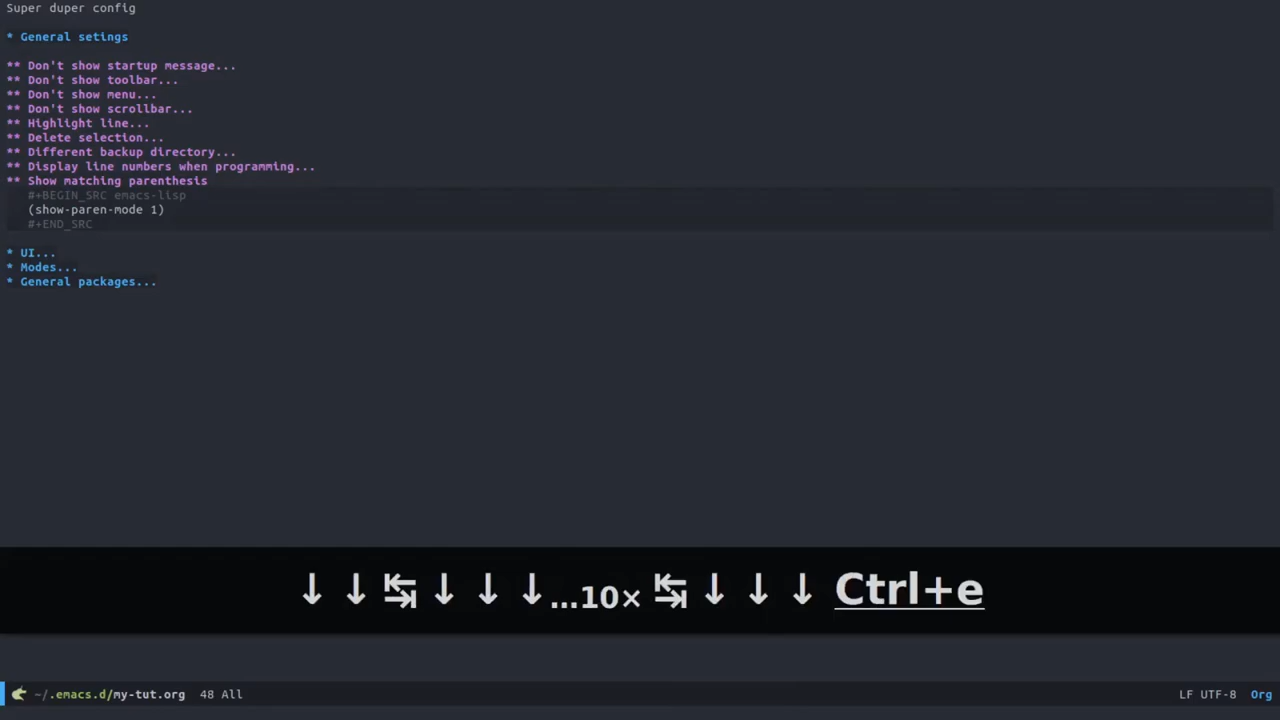 Super duper config
* General setings
** Don't show startup message...
** Don't show toolbar...
** Don't show menu...
** Don't show scrollbar...
** Highlight line...
** Delete selection...
** Different backup directory...
** Display line numbers when programming...
** Show matching parenthesis
#+BEGIN_SRC emacs-lisp
(show-paren-mode 1)
#+END_SRC
* UI...
* Modes...
* General packages...
↓ ↓ ↹ ↓ ↓ ↓...10× ↹ ↓ ↓ ↓ Ctrl+e
~/.emacs.d/my-tut.org 48 All LF UTF-8 Org